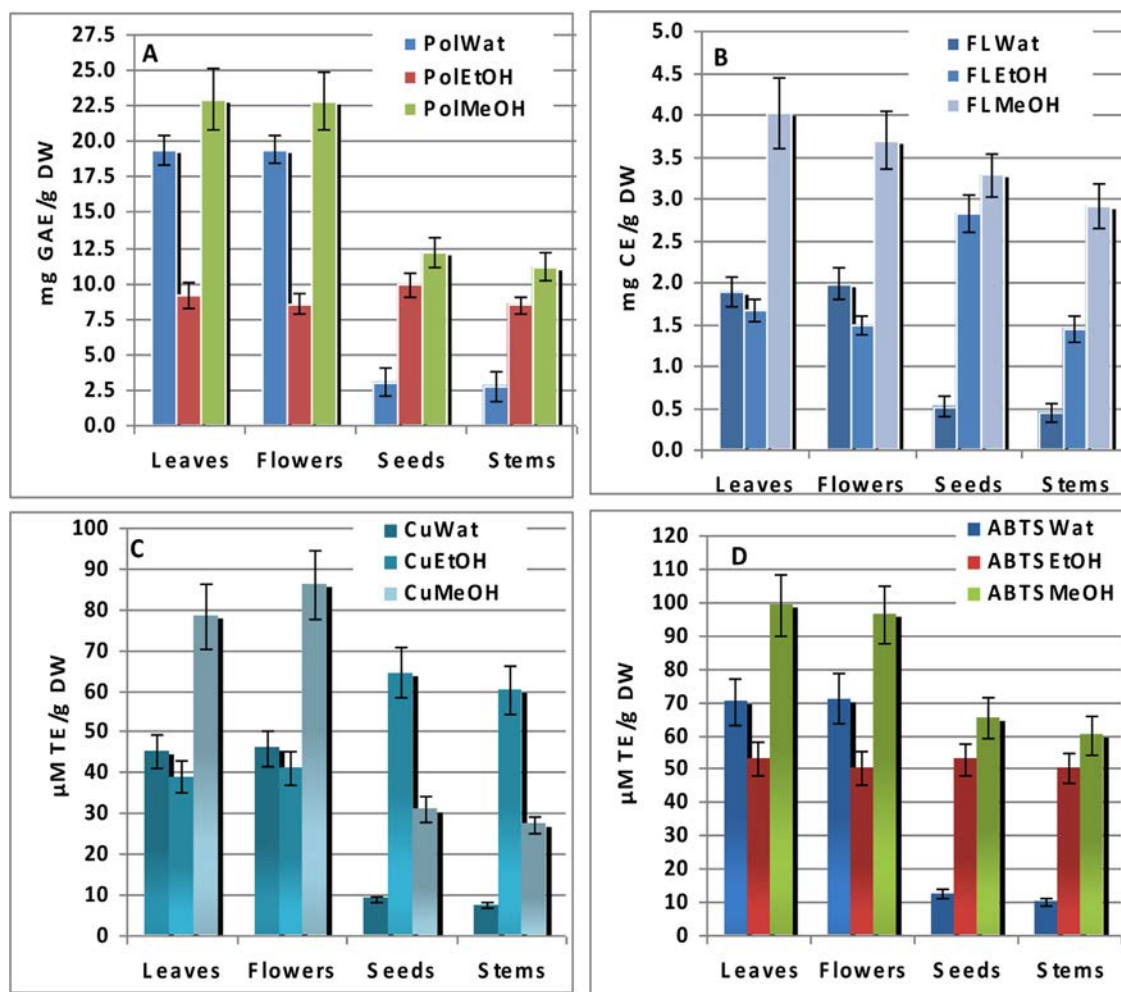 A
PolWat
PolEtOH
PolMeOH
mg GAE/g DW
27.5
25.0
22.5
20.0
17.5
15.0
12.5
10.0
7.5
5.0
2.5
0.0
Leaves Flowers Seeds Stems
B
FLWat
FLEtOH
FLMeOH
mg CE/g DW
5.0
4.5
4.0
3.5
3.0
2.5
2.0
1.5
1.0
0.5
0.0
Leaves Flowers Seeds Stems
C
CuWat
CuEtOH
CuMeOH
µM TE/g DW
100
90
80
70
60
50
40
30
20
10
0
Leaves Flowers Seeds Stems
D
ABTS Wat
ABTS EtOH
ABTS MeOH
µM TE/g DW
120
110
100
90
80
70
60
50
40
30
20
10
0
Leaves Flowers Seeds Stems